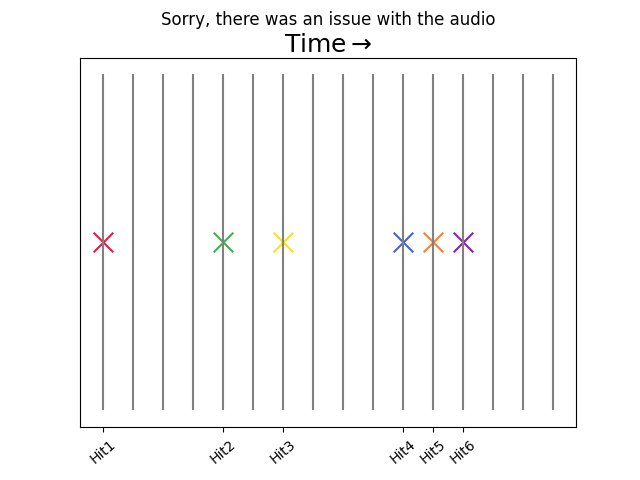 Sorry, there was an issue with the audio
Time→
Hit1 Hit2 Hit3 Hit4 Hit5 Hit6